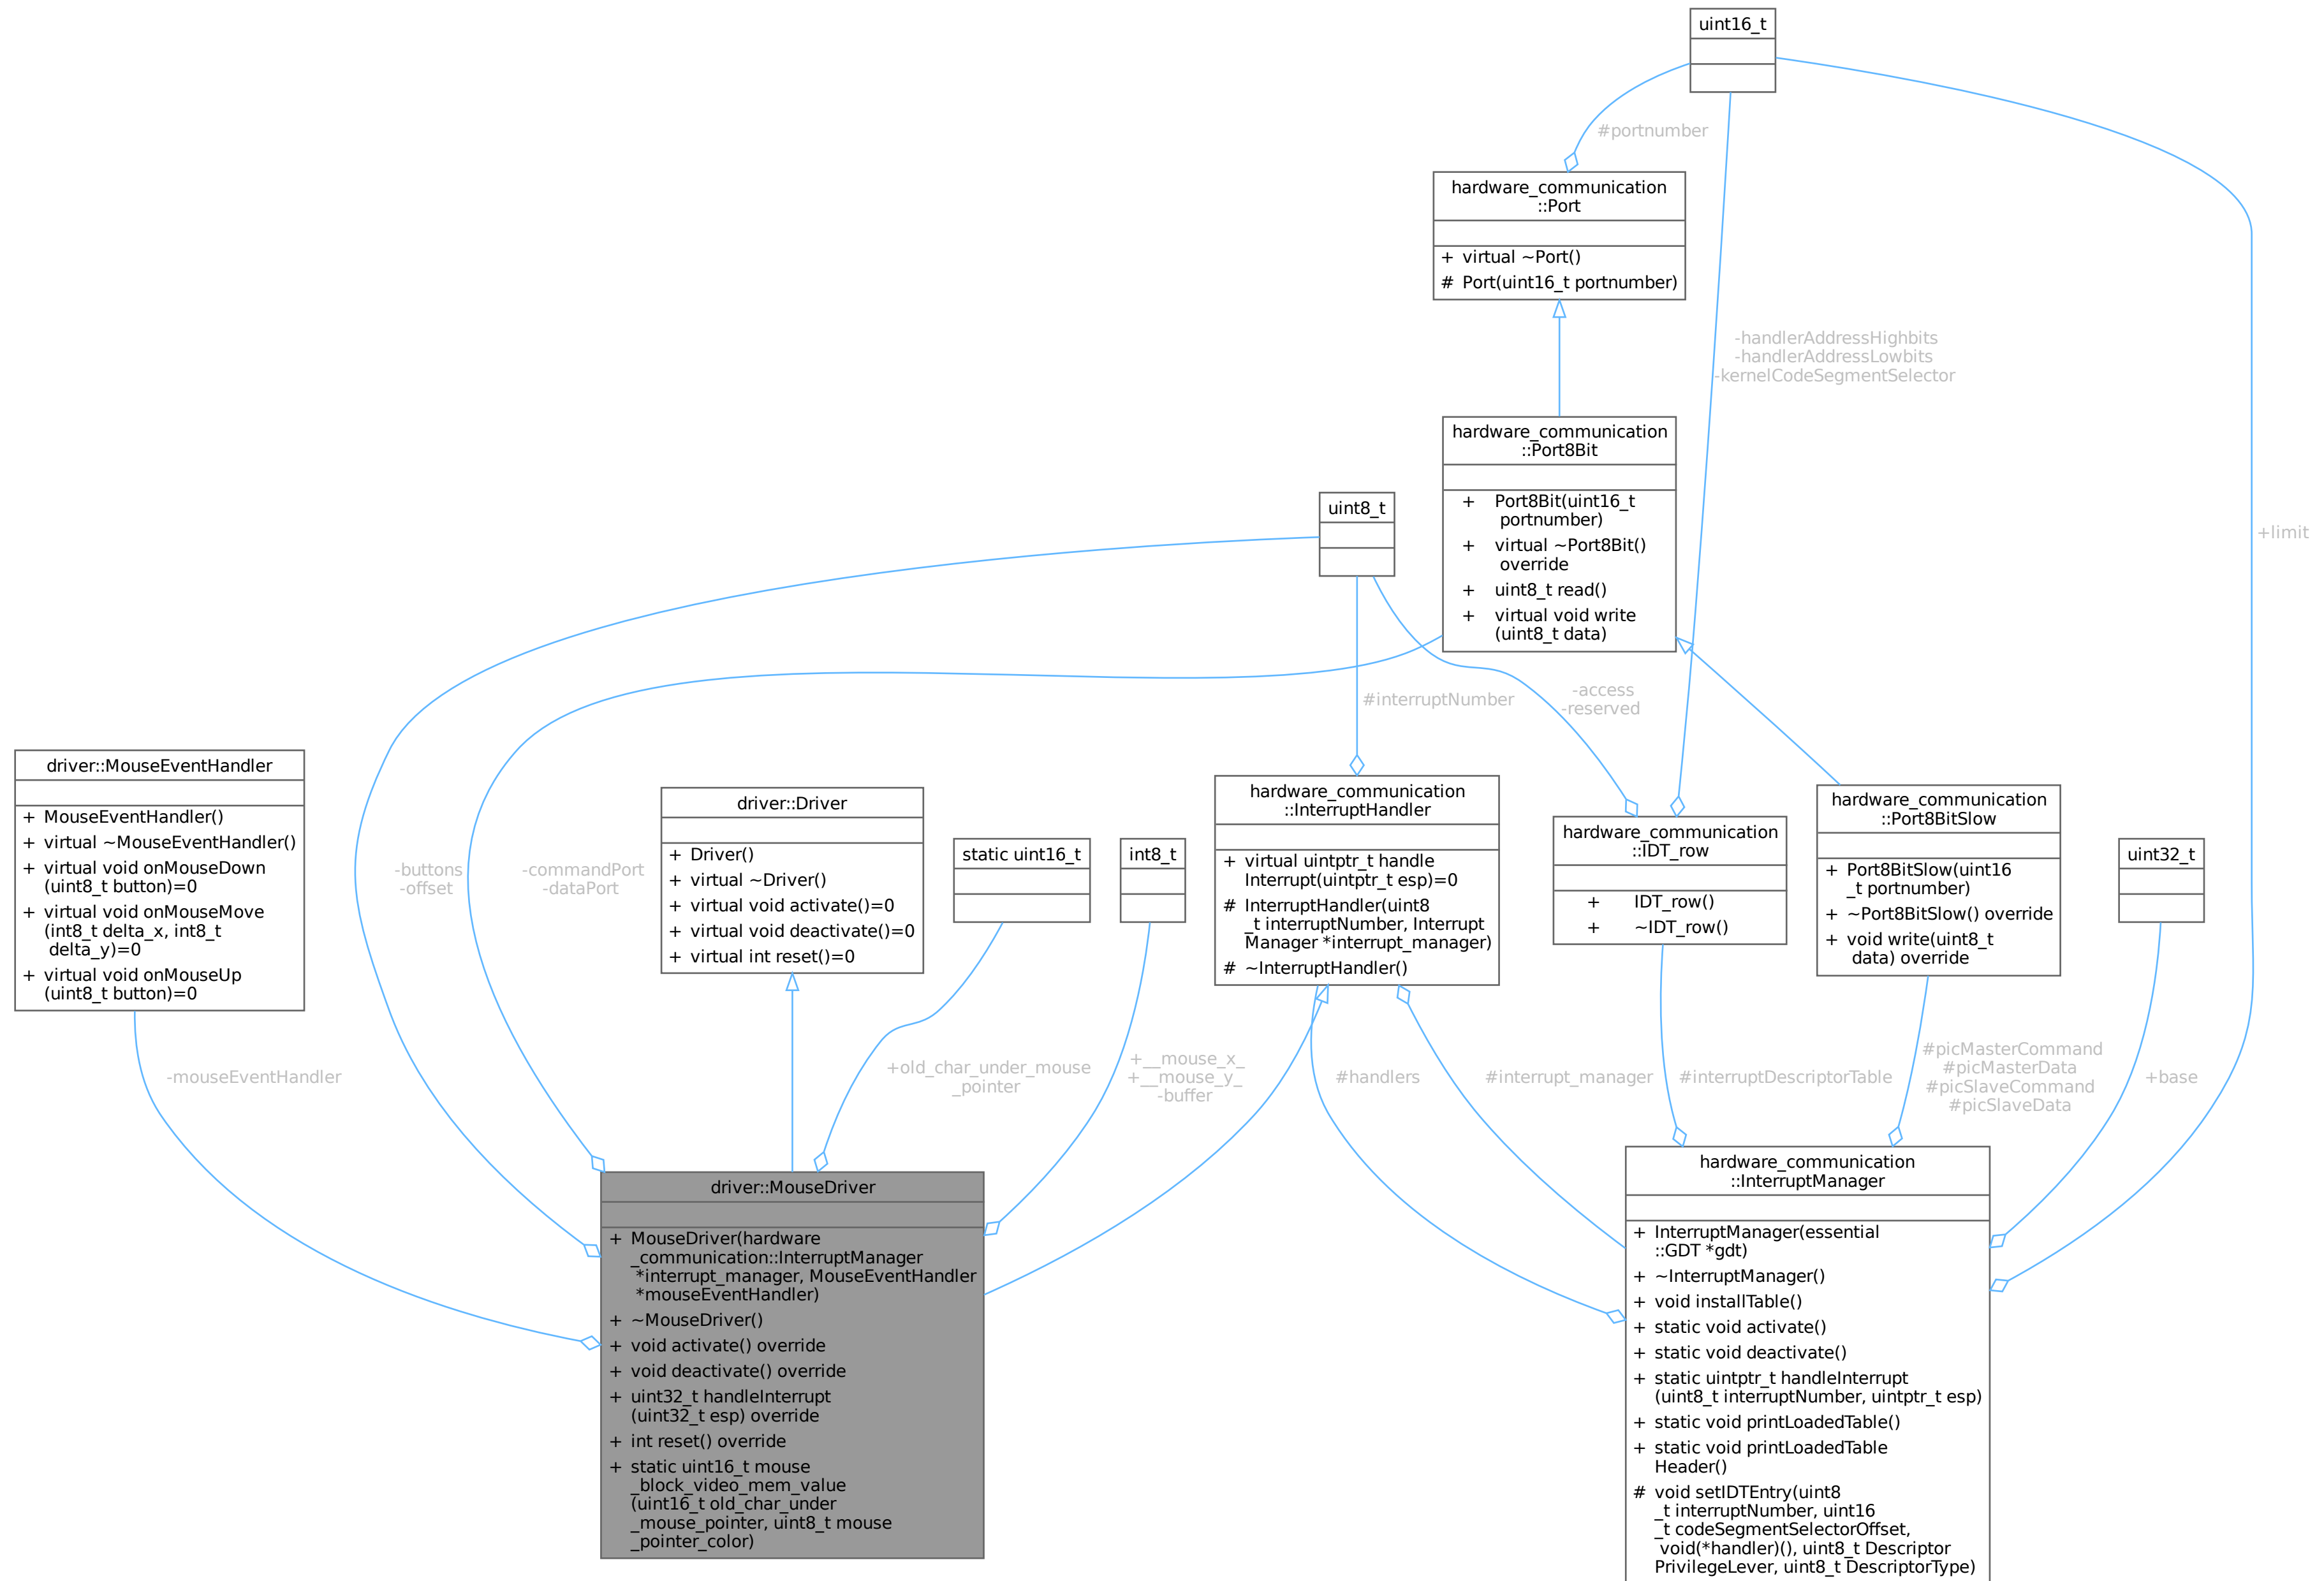 uint16_t
#portnumber
hardware_communication
::Port
+ virtual ~Port()
# Port(uint16_t portnumber)
-handlerAddressHighbits
-handlerAddressLowbits
-kernelCodeSegmentSelector
+limit
hardware_communication
::Port8Bit
+ Port8Bit(uint16_t
portnumber)
+ virtual ~Port8Bit()
override
+ uint8_t read()
+ virtual void write
(uint8_t data)
uint8_t
#interruptNumber
-access
-reserved
driver::MouseEventHandler
+ MouseEventHandler()
+ virtual ~MouseEventHandler()
+ virtual void onMouseDown
(uint8_t button)=0
+ virtual void onMouseMove
(int8_t delta_x, int8_t
delta_y)=0
+ virtual void onMouseUp
(uint8_t button)=0
-buttons
-offset
-commandPort
-dataPort
driver::Driver
+ Driver()
+ virtual ~Driver()
+ virtual void activate()=0
+ virtual void deactivate()=0
+ virtual int reset()=0
static uint16_t
int8_t
hardware_communication
::InterruptHandler
+ virtual uintptr_t handle
Interrupt(uintptr_t esp)=0
# InterruptHandler(uint8
_t interruptNumber, Interrupt
Manager *interrupt_manager)
# ~InterruptHandler()
hardware_communication
::IDT_row
+ IDT_row()
+ ~IDT_row()
hardware_communication
::Port8BitSlow
+ Port8BitSlow(uint16
_t portnumber)
+ ~Port8BitSlow() override
+ void write(uint8_t
data) override
uint32_t
-mouseEventHandler
+old_char_under_mouse
_pointer
+__mouse_x_
+__mouse_y_
-buffer
#handlers
#interrupt_manager
#interruptDescriptorTable
#picMasterCommand
#picMasterData
#picSlaveCommand
#picSlaveData
+base
driver::MouseDriver
+ MouseDriver(hardware
_communication::InterruptManager
*interrupt_manager, MouseEventHandler
*mouseEventHandler)
+ ~MouseDriver()
+ void activate() override
+ void deactivate() override
+ uint32_t handleInterrupt
(uint32_t esp) override
+ int reset() override
+ static uint16_t mouse
_block_video_mem_value
(uint16_t old_char_under
_mouse_pointer, uint8_t mouse
_pointer_color)
hardware_communication
::InterruptManager
+ InterruptManager(essential
::GDT *gdt)
+ ~InterruptManager()
+ void installTable()
+ static void activate()
+ static void deactivate()
+ static uintptr_t handleInterrupt
(uint8_t interruptNumber, uintptr_t esp)
+ static void printLoadedTable()
+ static void printLoadedTable
Header()
# void setIDTEntry(uint8
_t interruptNumber, uint16
_t codeSegmentSelectorOffset,
void(*handler)(), uint8_t Descriptor
PrivilegeLever, uint8_t DescriptorType)